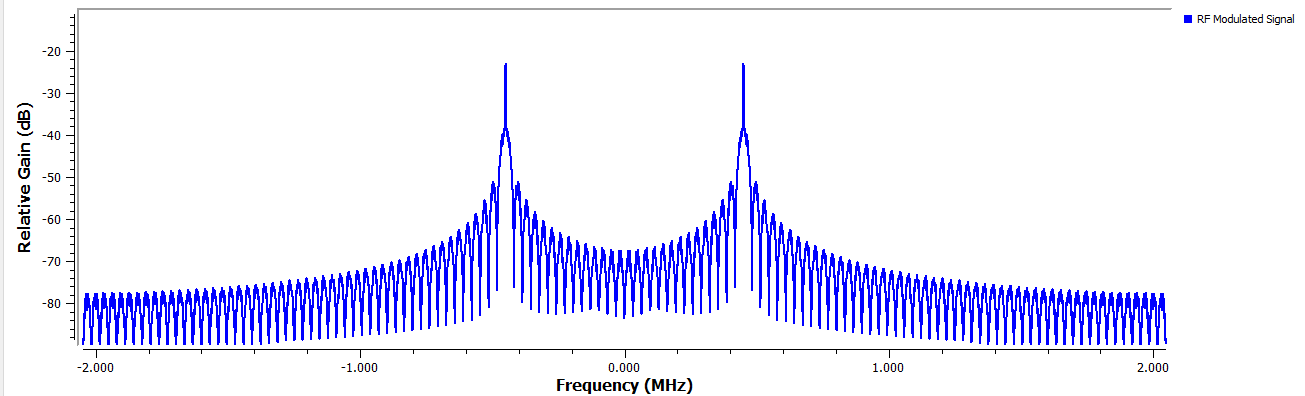 RF Modulated Signal
Relative Gain (dB)
-20
-30
-40
-50
-60
-70
-80
-2.000 -1.000 0.000 1.000 2.000
Frequency (MHz)